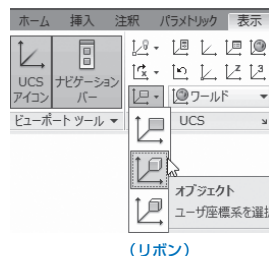 ホーム 挿入 注釈 パラメトリック 表示
UCS アイコン
ナビゲーション バー
ワールド
ビューポート ツール
UCS
オブジェクト
ユーザ座標系を選
（リボン）